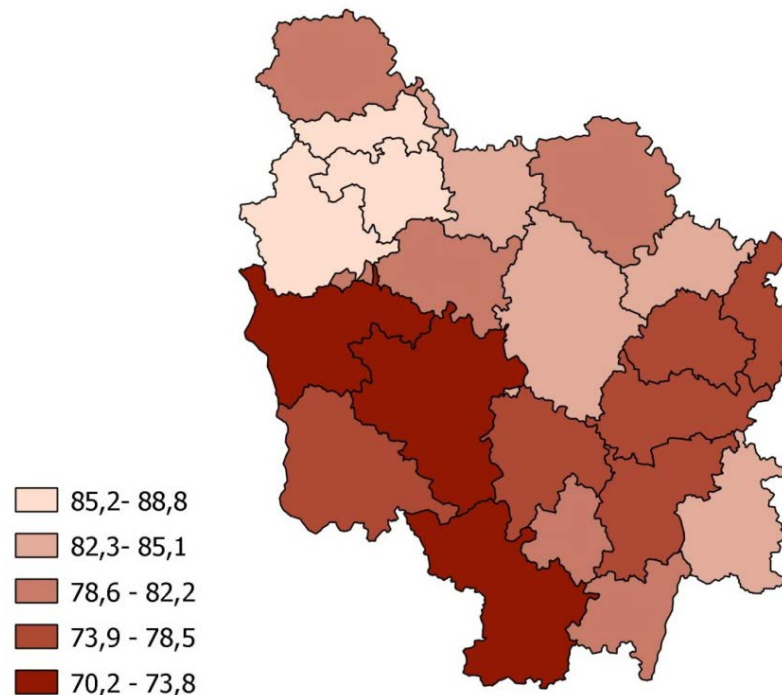 85,2- 88,8
82,3- 85,1
78,6 - 82,2
73,9 - 78,5
70,2 - 73,8